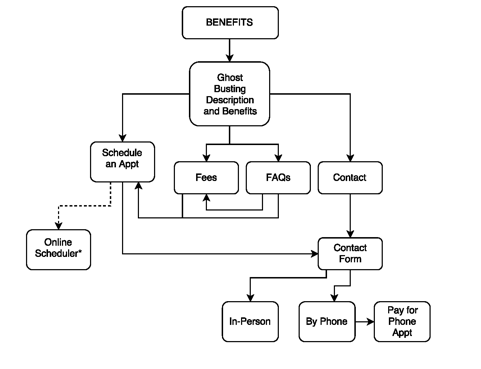 BENEFITS
Ghost
Busting
Description
and Benefits
Schedule
an Appt
Fees
FAQs
Contact
Online
Scheduler*
Contact
Form
In-Person
By Phone
Pay for
Phone
Appt